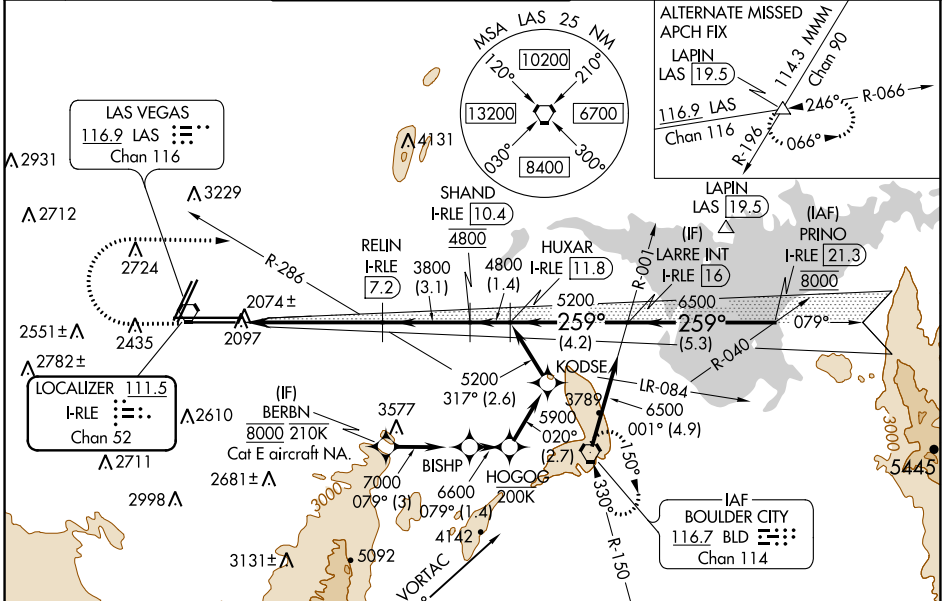 MSA LAS 25 NM
10200
120°
210°
13200
6700
030°
300°
8400
ALTERNATE MISSED
APCH FIX
LAPIN
LAS 19.5
114.3 MMM
Chan 90
116.9 LAS
Chan 116
246°
R-066
066°
R-196
LAS VEGAS
116.9 LAS
Chan 116
2931
2712
3229
4131
2724
R-286
RELIN
I-RLE
7.2
SHAND
I-RLE 10.4
4800
3800
(3.1)
4800
(1.4)
HUXAR
I-RLE 11.8
LAPIN
LAS 19.5
R-001
(IF)
LARRE INT
I-RLE 16
(IAF)
PRINO
I-RLE 21.3
8000
5200
259°
(4.2)
6500
259°
(5.3)
079°
R-040
2551±
2435
2074±
2097
2782±
LOCALIZER 111.5
I-RLE
Chan 52
2610
2711
2681±
2998
3131±
5200
317° (2.6)
KODSE
LR-084
3789
6500
001° (4.9)
(IF)
BERBN
8000 210K
Cat E aircraft NA.
3577
BISHP
HOGOG
200K
5900
020°
(2.7)
7000
079° (3)
6600
079° (1.4)
3000
4142
5092
VORTAC
150°
330°
R-150
IAF
BOULDER CITY
116.7 BLD
Chan 114
3000
5445